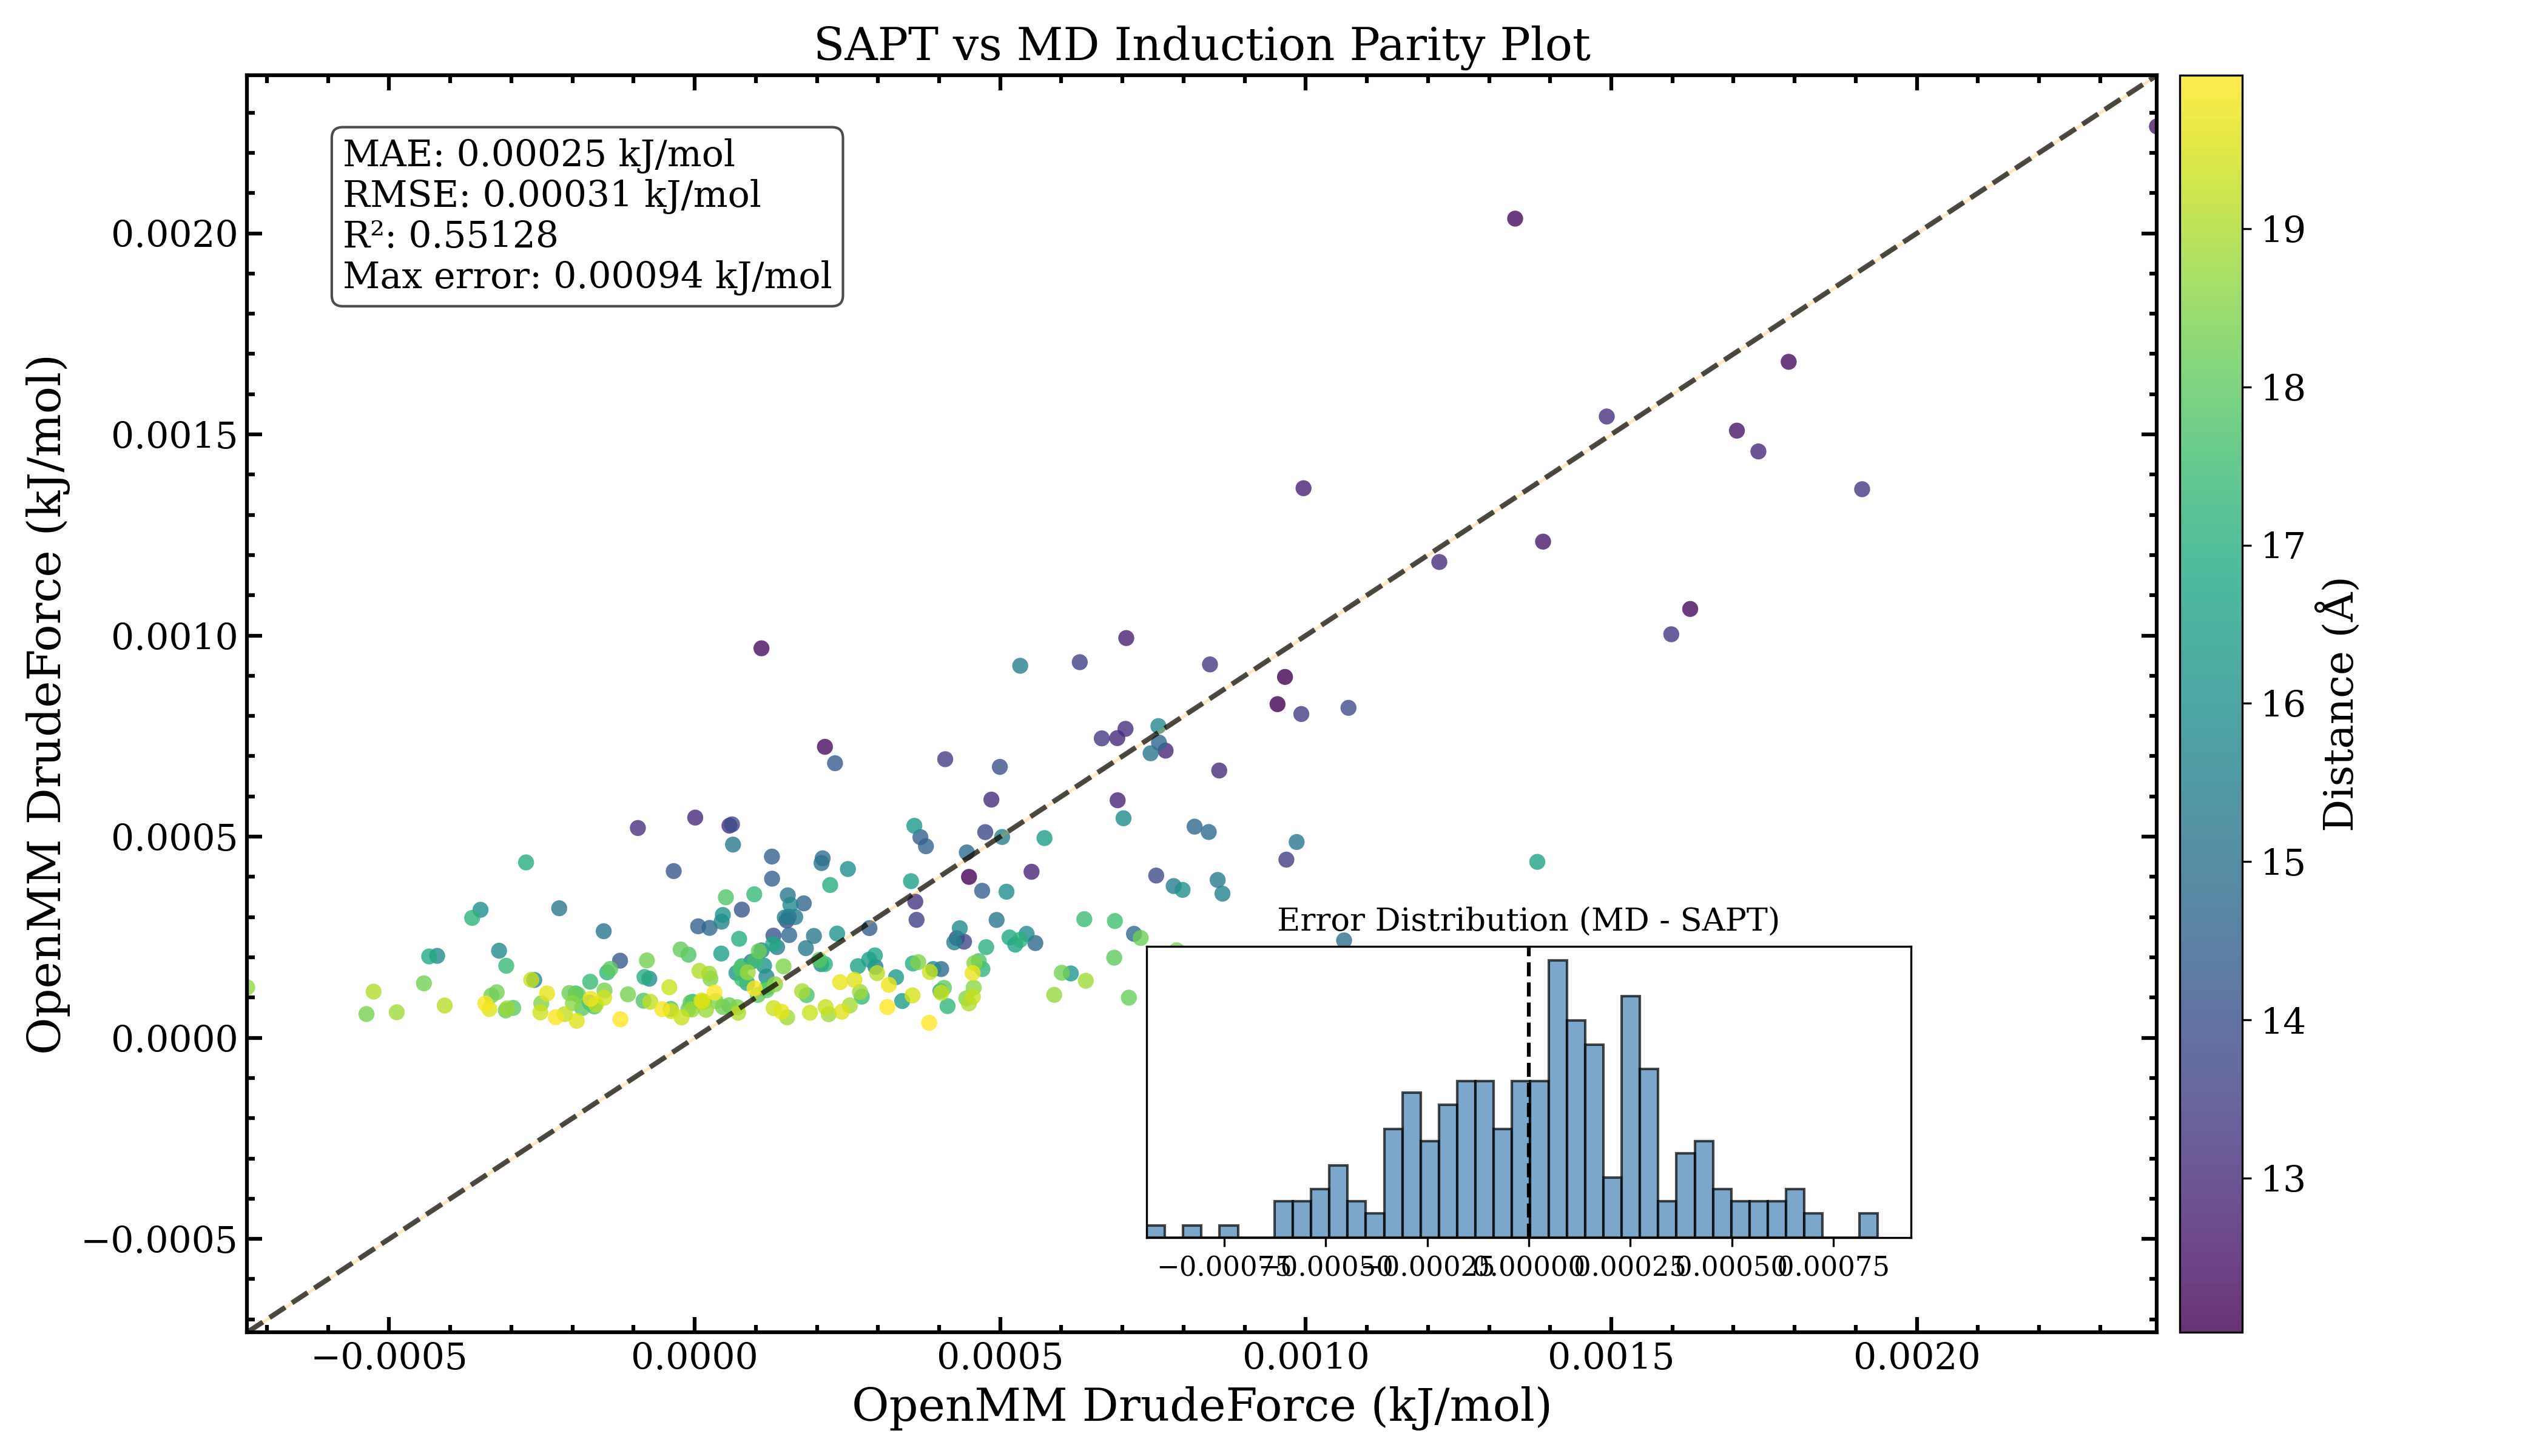 SAPT vs MD Induction Parity Plot
MAE: 0.00025 kJ/mol
RMSE: 0.00031 kJ/mol
R²: 0.55128
Max error: 0.00094 kJ/mol
OpenMM DrudeForce (kJ/mol)
0.0020
0.0015
0.0010
0.0005
0.0000
−0.0005
Error Distribution (MD - SAPT)
−0.00075
−0.00050
−0.00025
0.00000
0.00025
0.00050
0.00075
−0.0005
0.0000
0.0005
0.0010
0.0015
0.0020
OpenMM DrudeForce (kJ/mol)
19
18
17
16
15
14
13
Distance (Å)